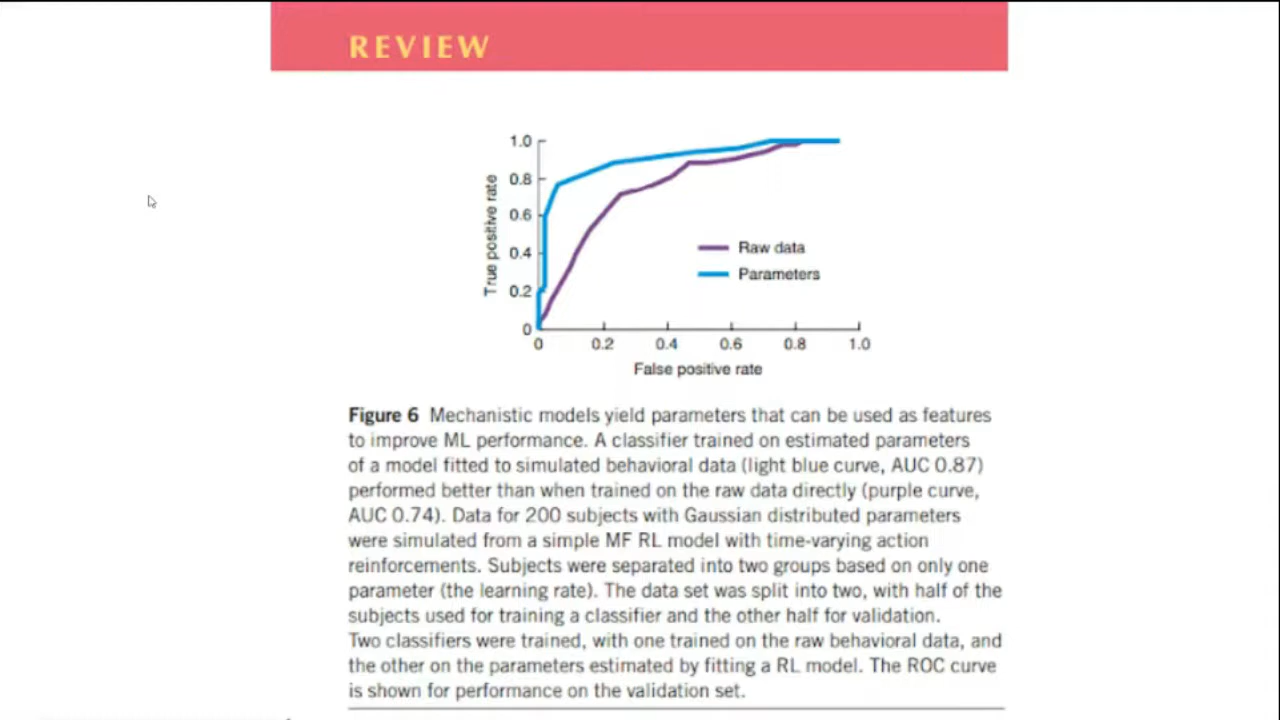 REVIEW
1.0
0.8
0.6
0.4
0.2
0
True positive rate
Raw data
Parameters
0 0.2 0.4 0.6 0.8 1.0
False positive rate
Figure 6 Mechanistic models yield parameters that can be used as features
to improve ML performance. A classifier trained on estimated parameters
of a model fitted to simulated behavioral data (light blue curve, AUC 0.87)
performed better than when trained on the raw data directly (purple curve,
AUC 0.74). Data for 200 subjects with Gaussian distributed parameters
were simulated from a simple MF RL model with time-varying action
reinforcements. Subjects were separated into two groups based on only one
parameter (the learning rate). The data set was split into two, with half of the
subjects used for training a classifier and the other half for validation.
Two classifiers were trained, with one trained on the raw behavioral data, and
the other on the parameters estimated by fitting a RL model. The ROC curve
is shown for performance on the validation set.